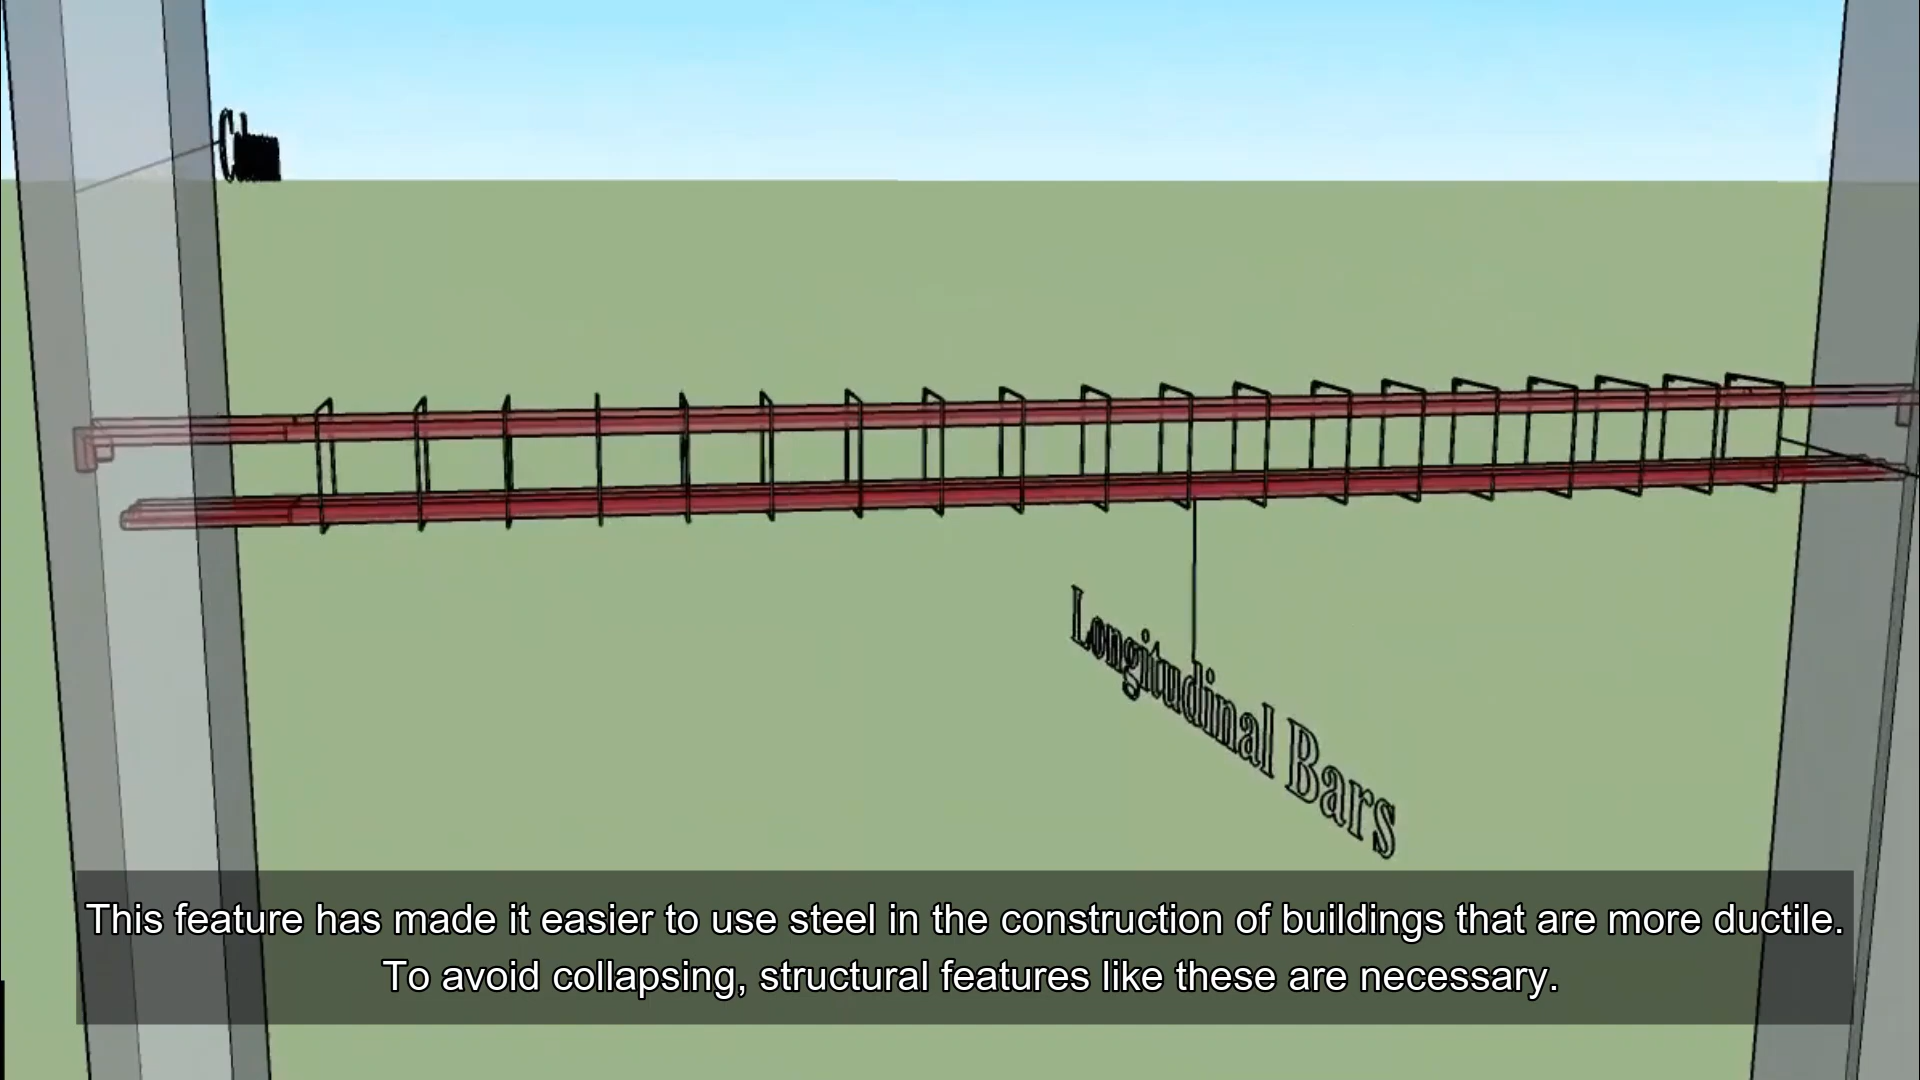 Longitudinal Bars
This feature has made it easier to use steel in the construction of buildings that are more ductile.
To avoid collapsing, structural features like these are necessary.